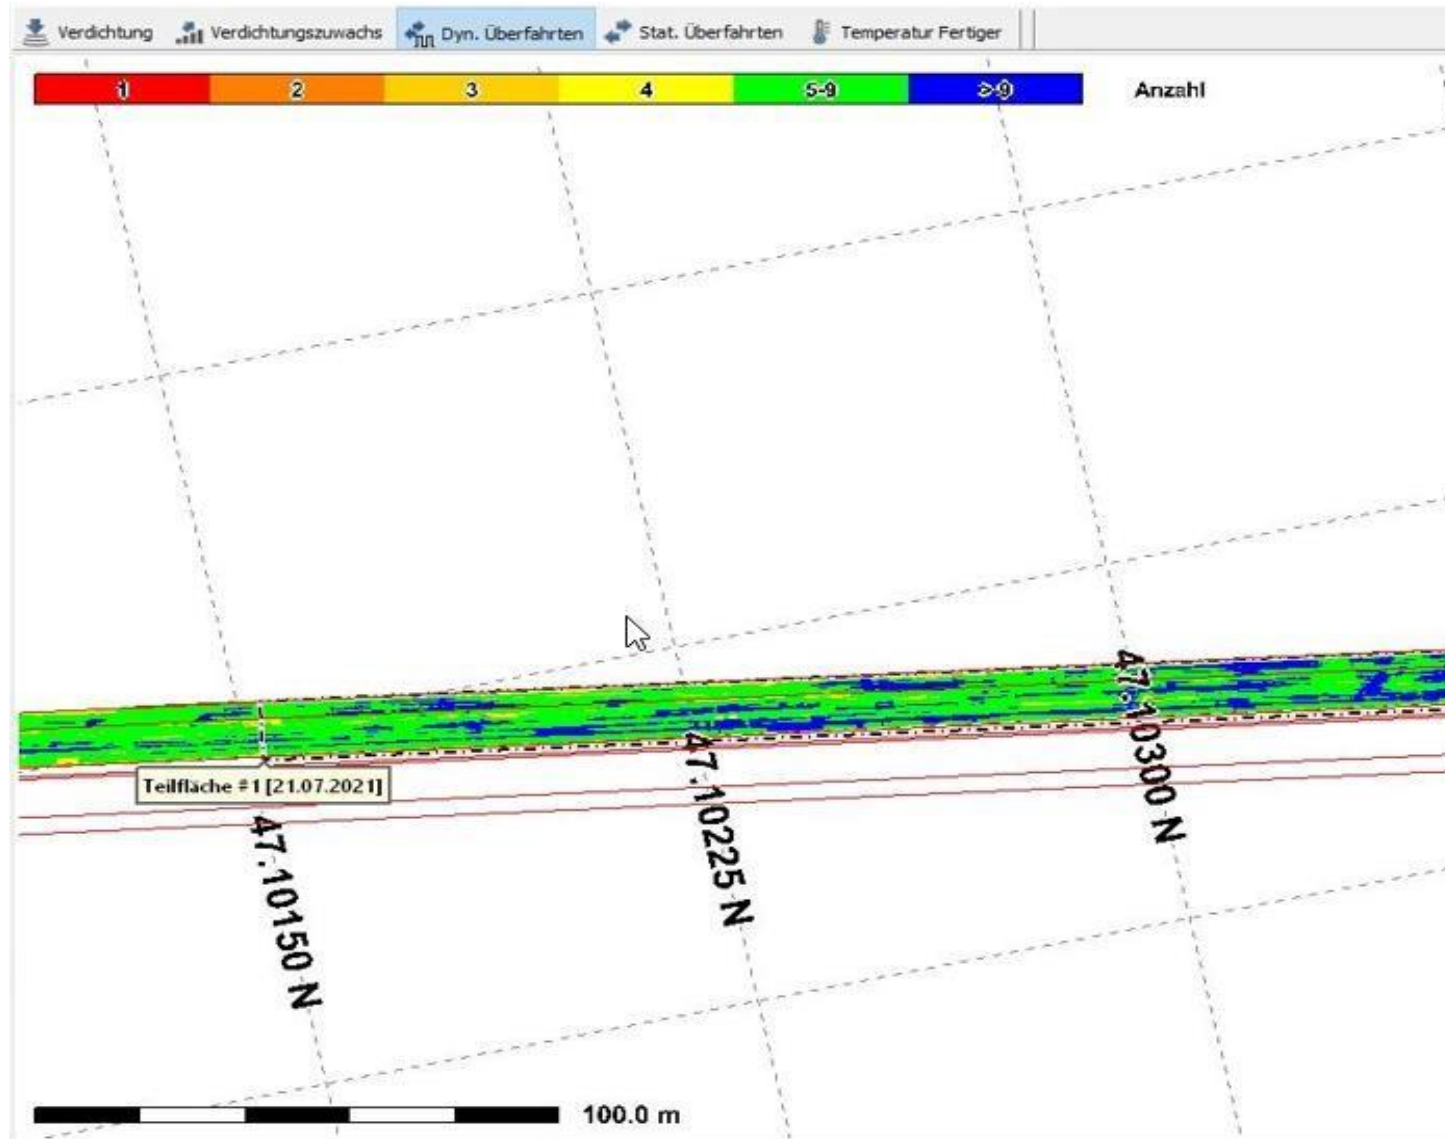 Verdichtung Verdichtungszuwachs Dyn. Überfahrten Stat. Überfahrten Temperatur Fertiger
1 2 3 4 5-9 >9 Anzahl
47.10300 N
47.10225 N
Teilfläche #1 [21.07.2021]
47.10150 N
100.0 m